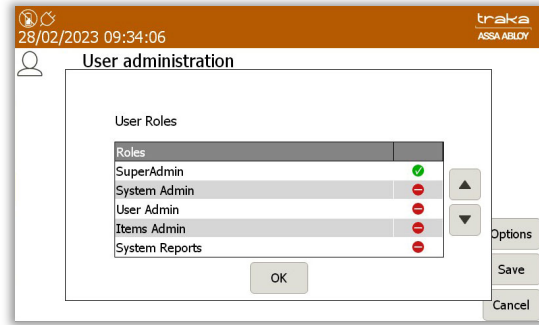 traka
28/02/2023 09:34:06
ASSA ABLOY
User administration
User Roles
Roles
SuperAdmin
System Admin
User Admin
Items Admin
System Reports
Options
OK
Save
Cancel